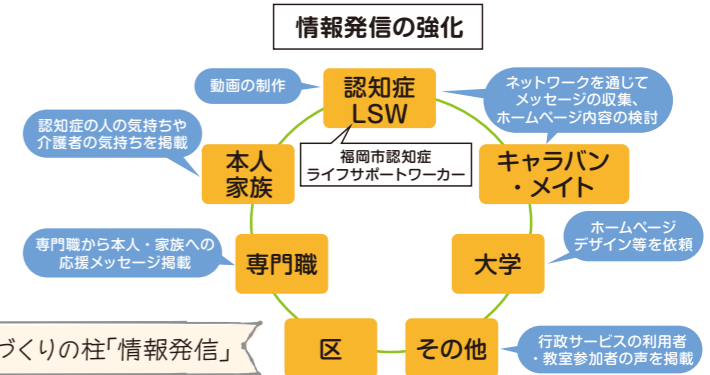 情報発信の強化
動画の制作
認知症
LSW
ネットワークを通じて
メッセージの収集、
ホームページ内容の検討
認知症の人の気持ちや
介護者の気持ちを掲載
本人
家族
福岡市認知症
ライフサポートワーカー
キャラバン
・メイト
専門職から本人・家族への
応援メッセージ掲載
専門職
大学
ホームページ
デザイン等を依頼
づくりの柱「情報発信」
区
その他
行政サービスの利用者
・教室参加者の声を掲載